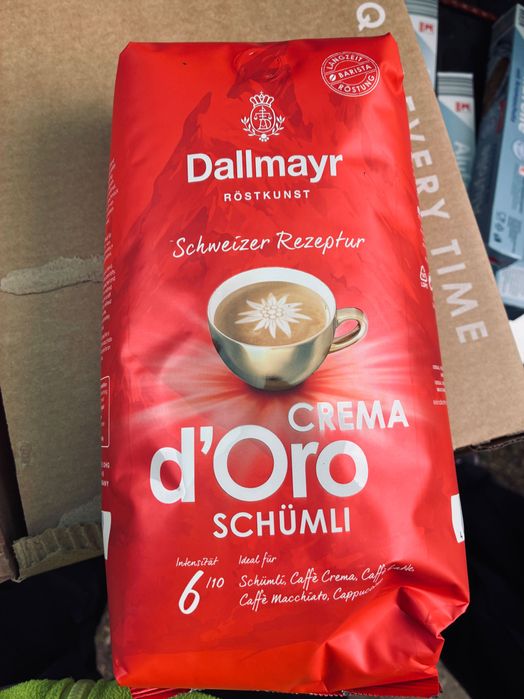 LANGZEIT
BARISTA
RÖSTUNG
Dallmayr
RÖSTKUNST
Schweizer Rezeptur
CREMA
d'Oro
SCHÜMLI
Intensität
6/10
Ideal für
Schümli, Caffè Crema,
Caffè Macchiato,
EVERY TIME